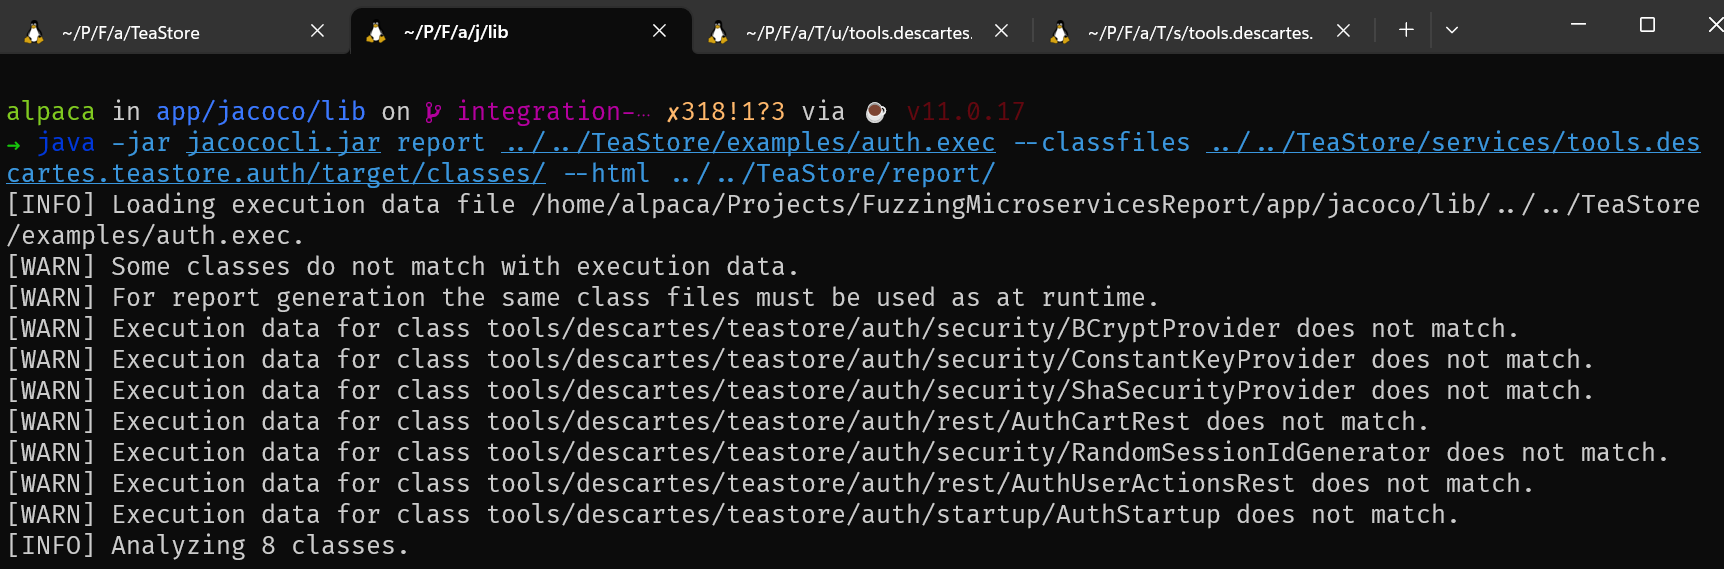 ~/P/F/a/TeaStore
~/P/F/a/j/lib
~/P/F/a/T/u/tools.descartes.
~/P/F/a/T/s/tools.descartes.
alpaca in app/jacoco/lib on integration-… ✗318!1?3 via ☕ v11.0.17
➜ java -jar jacococli.jar report ../../TeaStore/examples/auth.exec --classfiles ../../TeaStore/services/tools.des
cartes.teastore.auth/target/classes/ --html ../../TeaStore/report/
[INFO] Loading execution data file /home/alpaca/Projects/FuzzingMicroservicesReport/app/jacoco/lib/../../TeaStore
/examples/auth.exec.
[WARN] Some classes do not match with execution data.
[WARN] For report generation the same class files must be used as at runtime.
[WARN] Execution data for class tools/descartes/teastore/auth/security/BCryptProvider does not match.
[WARN] Execution data for class tools/descartes/teastore/auth/security/ConstantKeyProvider does not match.
[WARN] Execution data for class tools/descartes/teastore/auth/security/ShaSecurityProvider does not match.
[WARN] Execution data for class tools/descartes/teastore/auth/rest/AuthCartRest does not match.
[WARN] Execution data for class tools/descartes/teastore/auth/security/RandomSessionIdGenerator does not match.
[WARN] Execution data for class tools/descartes/teastore/auth/rest/AuthUserActionsRest does not match.
[WARN] Execution data for class tools/descartes/teastore/auth/startup/AuthStartup does not match.
[INFO] Analyzing 8 classes.